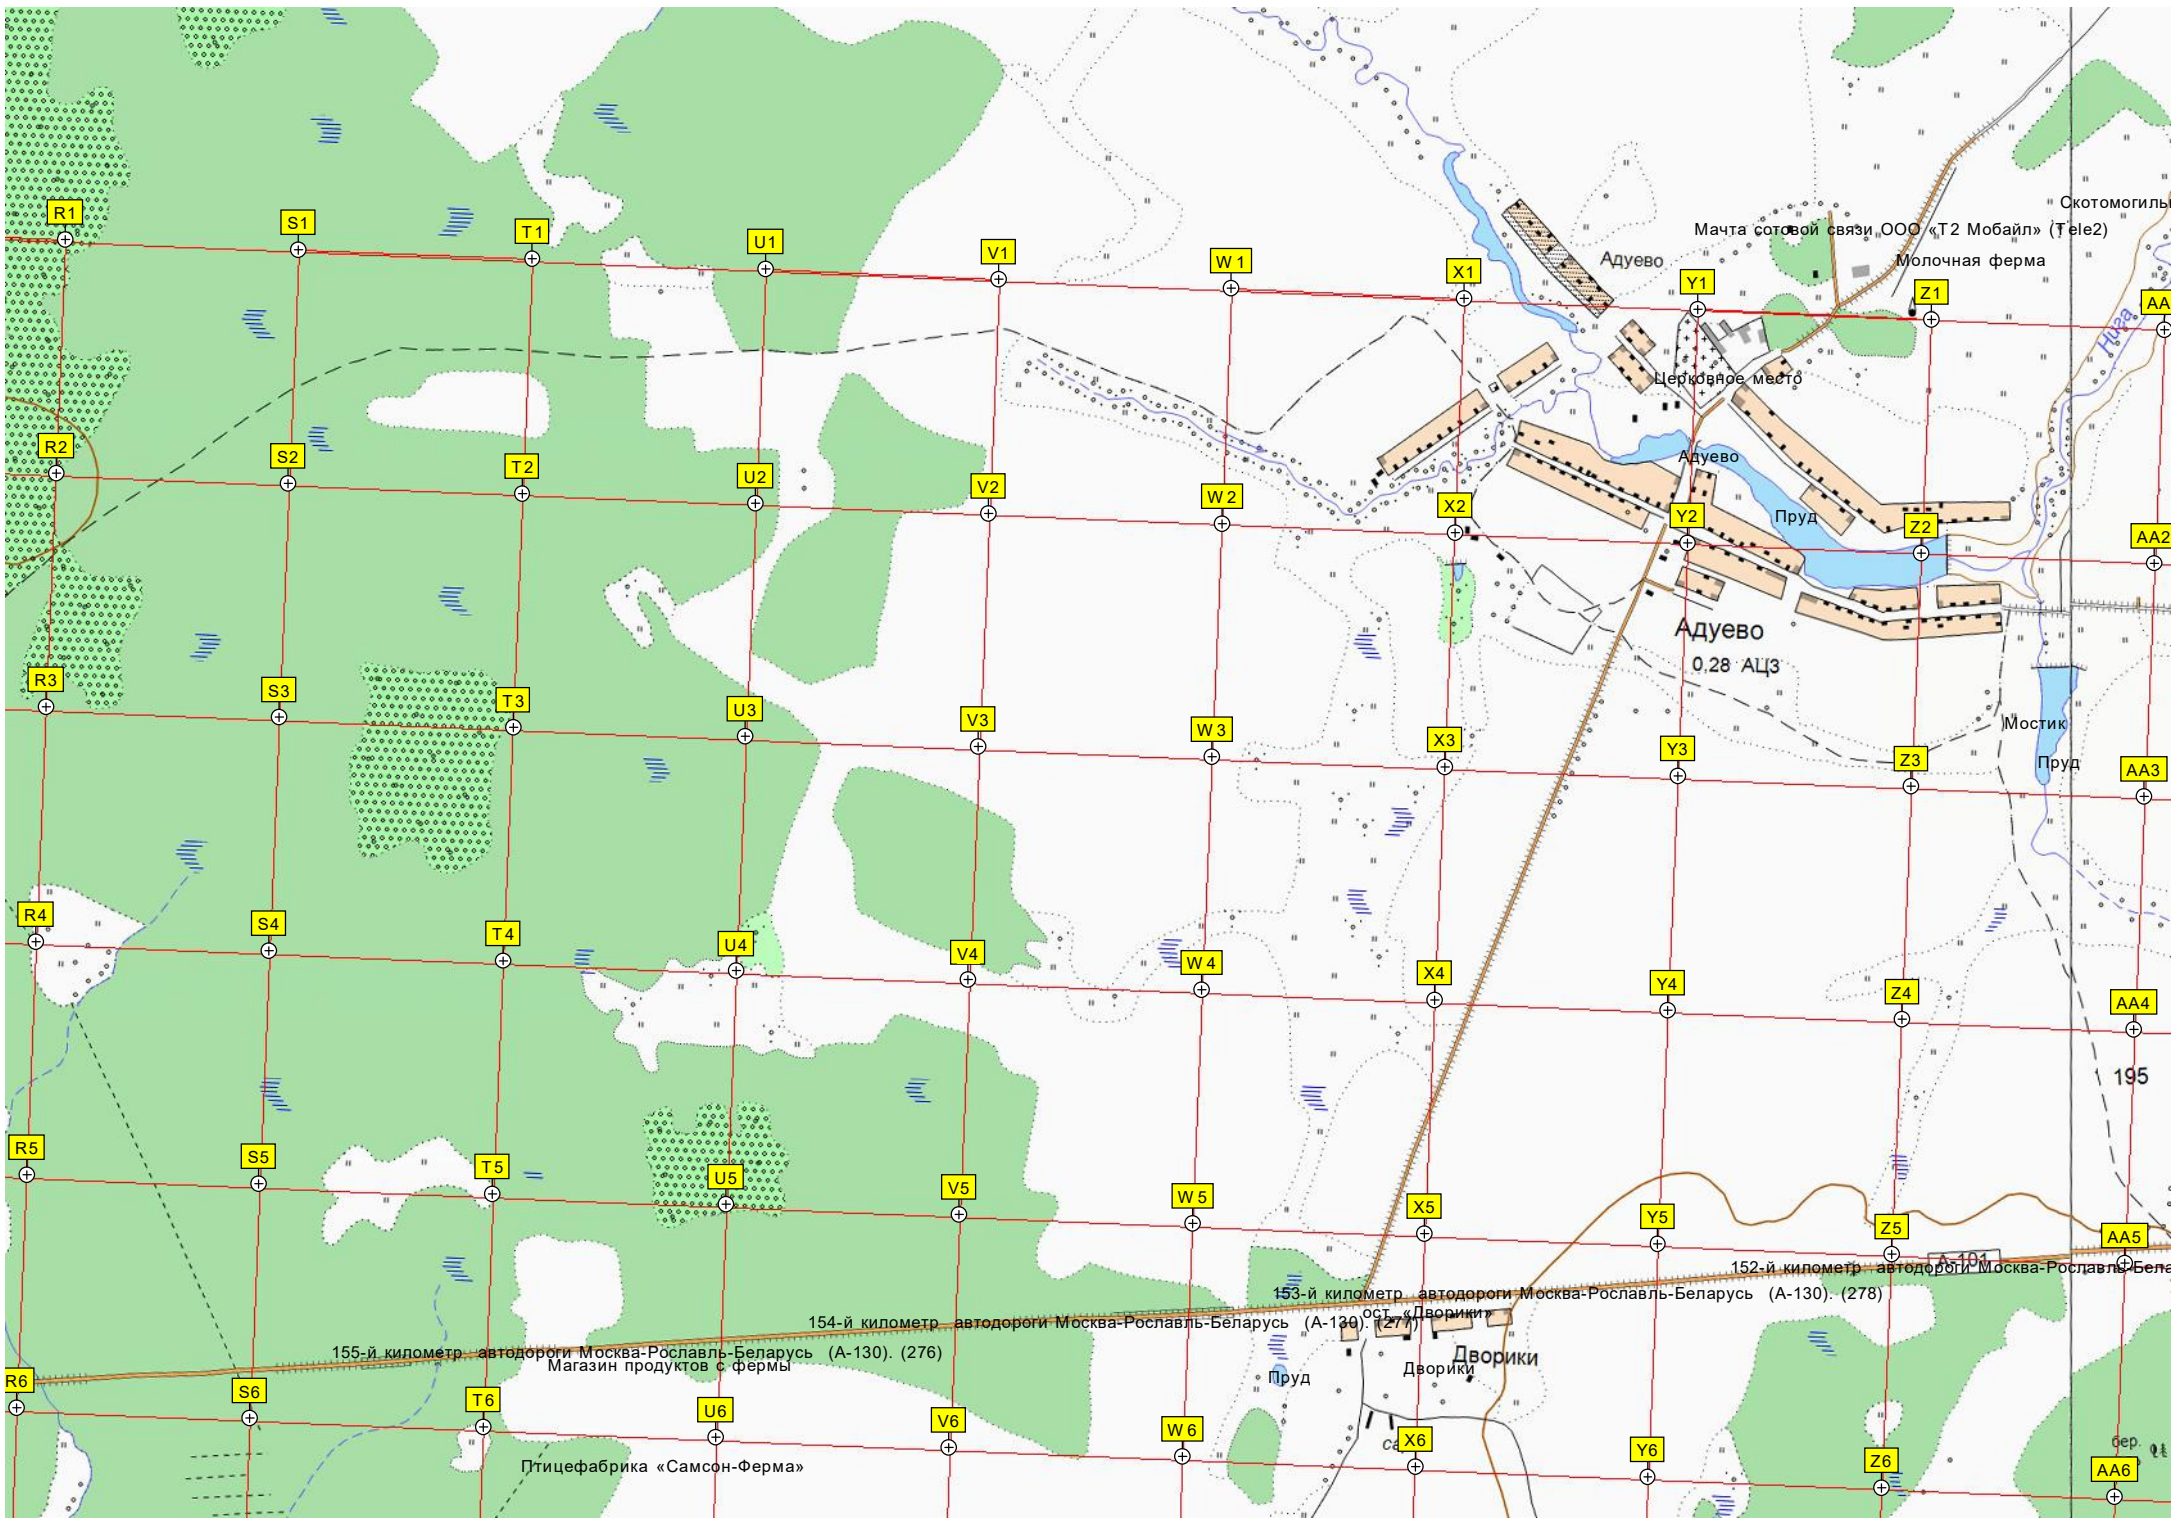 Скотомогиль
R1
S1
T1
Мачта сотовой связи ООО «Т2 Мобайл» (Tele2)
U1
V1
W1
Адуево
Молочная ферма
X1
Y1
Z1
AA
Нига
Церковное место
R2
S2
T2
U2
V2
W2
X2
Адуево
Y2
Пруд
Z2
AA2
Адуево
0.28 АЦЗ
R3
S3
T3
U3
V3
W3
X3
Y3
Z3
Мостик
Пруд
AA3
R4
S4
T4
U4
V4
W4
X4
Y4
Z4
AA4
195
R5
S5
T5
U5
V5
W5
X5
Y5
Z5
AA5
А-101
152-й километр автодороги Москва-Рославль-Бела
153-й километр автодороги Москва-Рославль-Беларусь (А-130). (278)
ост. «Дворики»
154-й километр автодороги Москва-Рославль-Беларусь (А-130). (277)
155-й километр автодороги Москва-Рославль-Беларусь (А-130). (276)
Магазин продуктов с фермы
Дворики
Дворики
Пруд
R6
S6
T6
U6
V6
W6
X6
Y6
Z6
AA6
бер.
Птицефабрика «Самсон-Ферма»